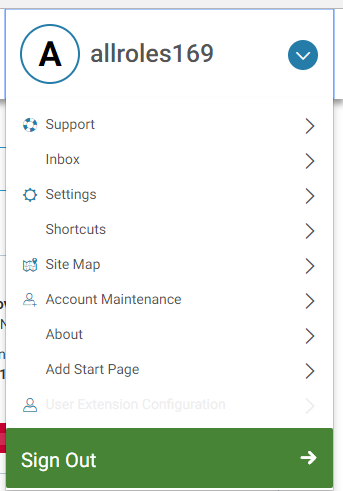 A
allroles169
Support
Inbox
Settings
Shortcuts
Site Map
Account Maintenance
About
Add Start Page
User Extension Configuration
Sign Out